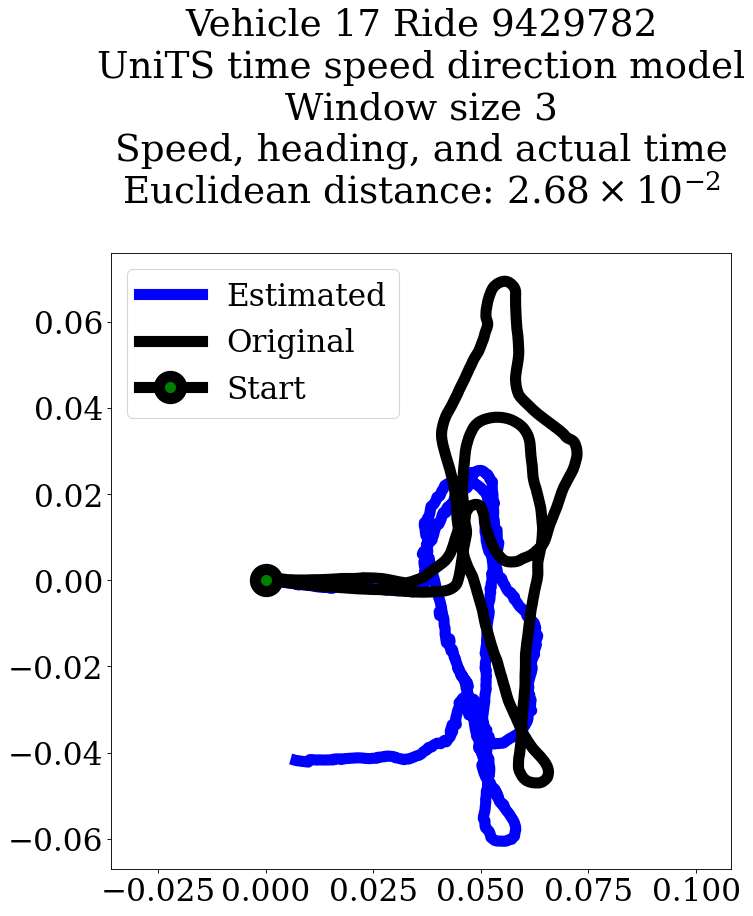 Vehicle 17 Ride 9429782
UniTS time speed direction model
Window size 3
Speed, heading, and actual time
Euclidean distance: 2.68 × 10⁻²
Estimated
Original
Start
0.06
0.04
0.02
0.00
−0.02
−0.04
−0.06
−0.025 0.000 0.025 0.050 0.075 0.100